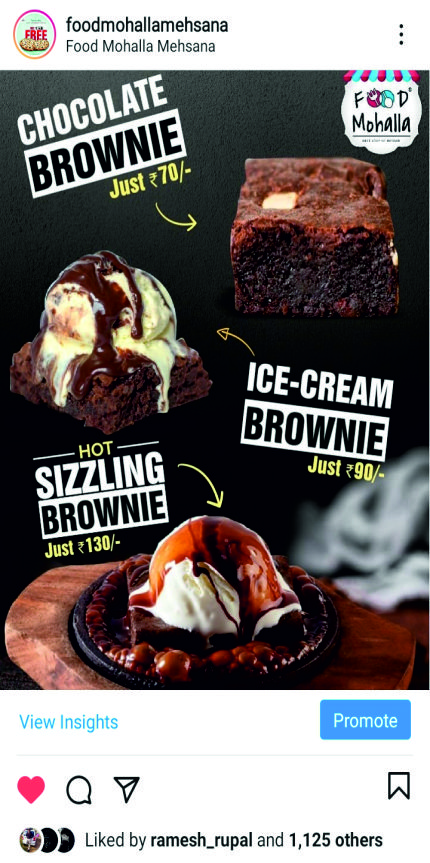 foodmohallamehsana
Food Mohalla Mehsana
FREE
CHOCOLATE
BROWNIE
Just ₹70/-
FOOD
Mohalla
ICE-CREAM
BROWNIE
Just ₹90/-
HOT
SIZZLING
BROWNIE
Just ₹130/-
View Insights
Promote
Liked by ramesh_rupal and 1,125 others